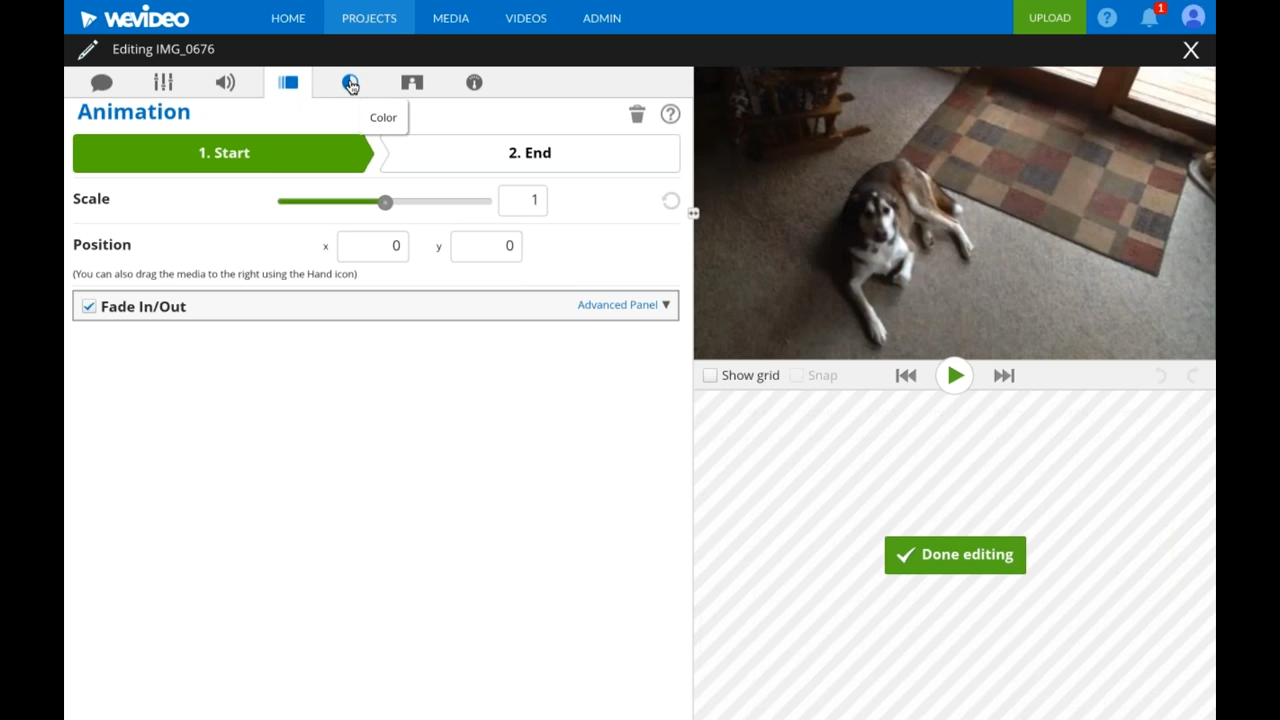 WEVIDEO HOME PROJECTS MEDIA VIDEOS ADMIN UPLOAD ? 1
Editing IMG_0676 X
Color
Animation ?
1. Start 2. End
Scale 1
Position x 0 y 0
(You can also drag the media to the right using the Hand icon)
Fade In/Out Advanced Panel ▼
Show grid Snap
Done editing